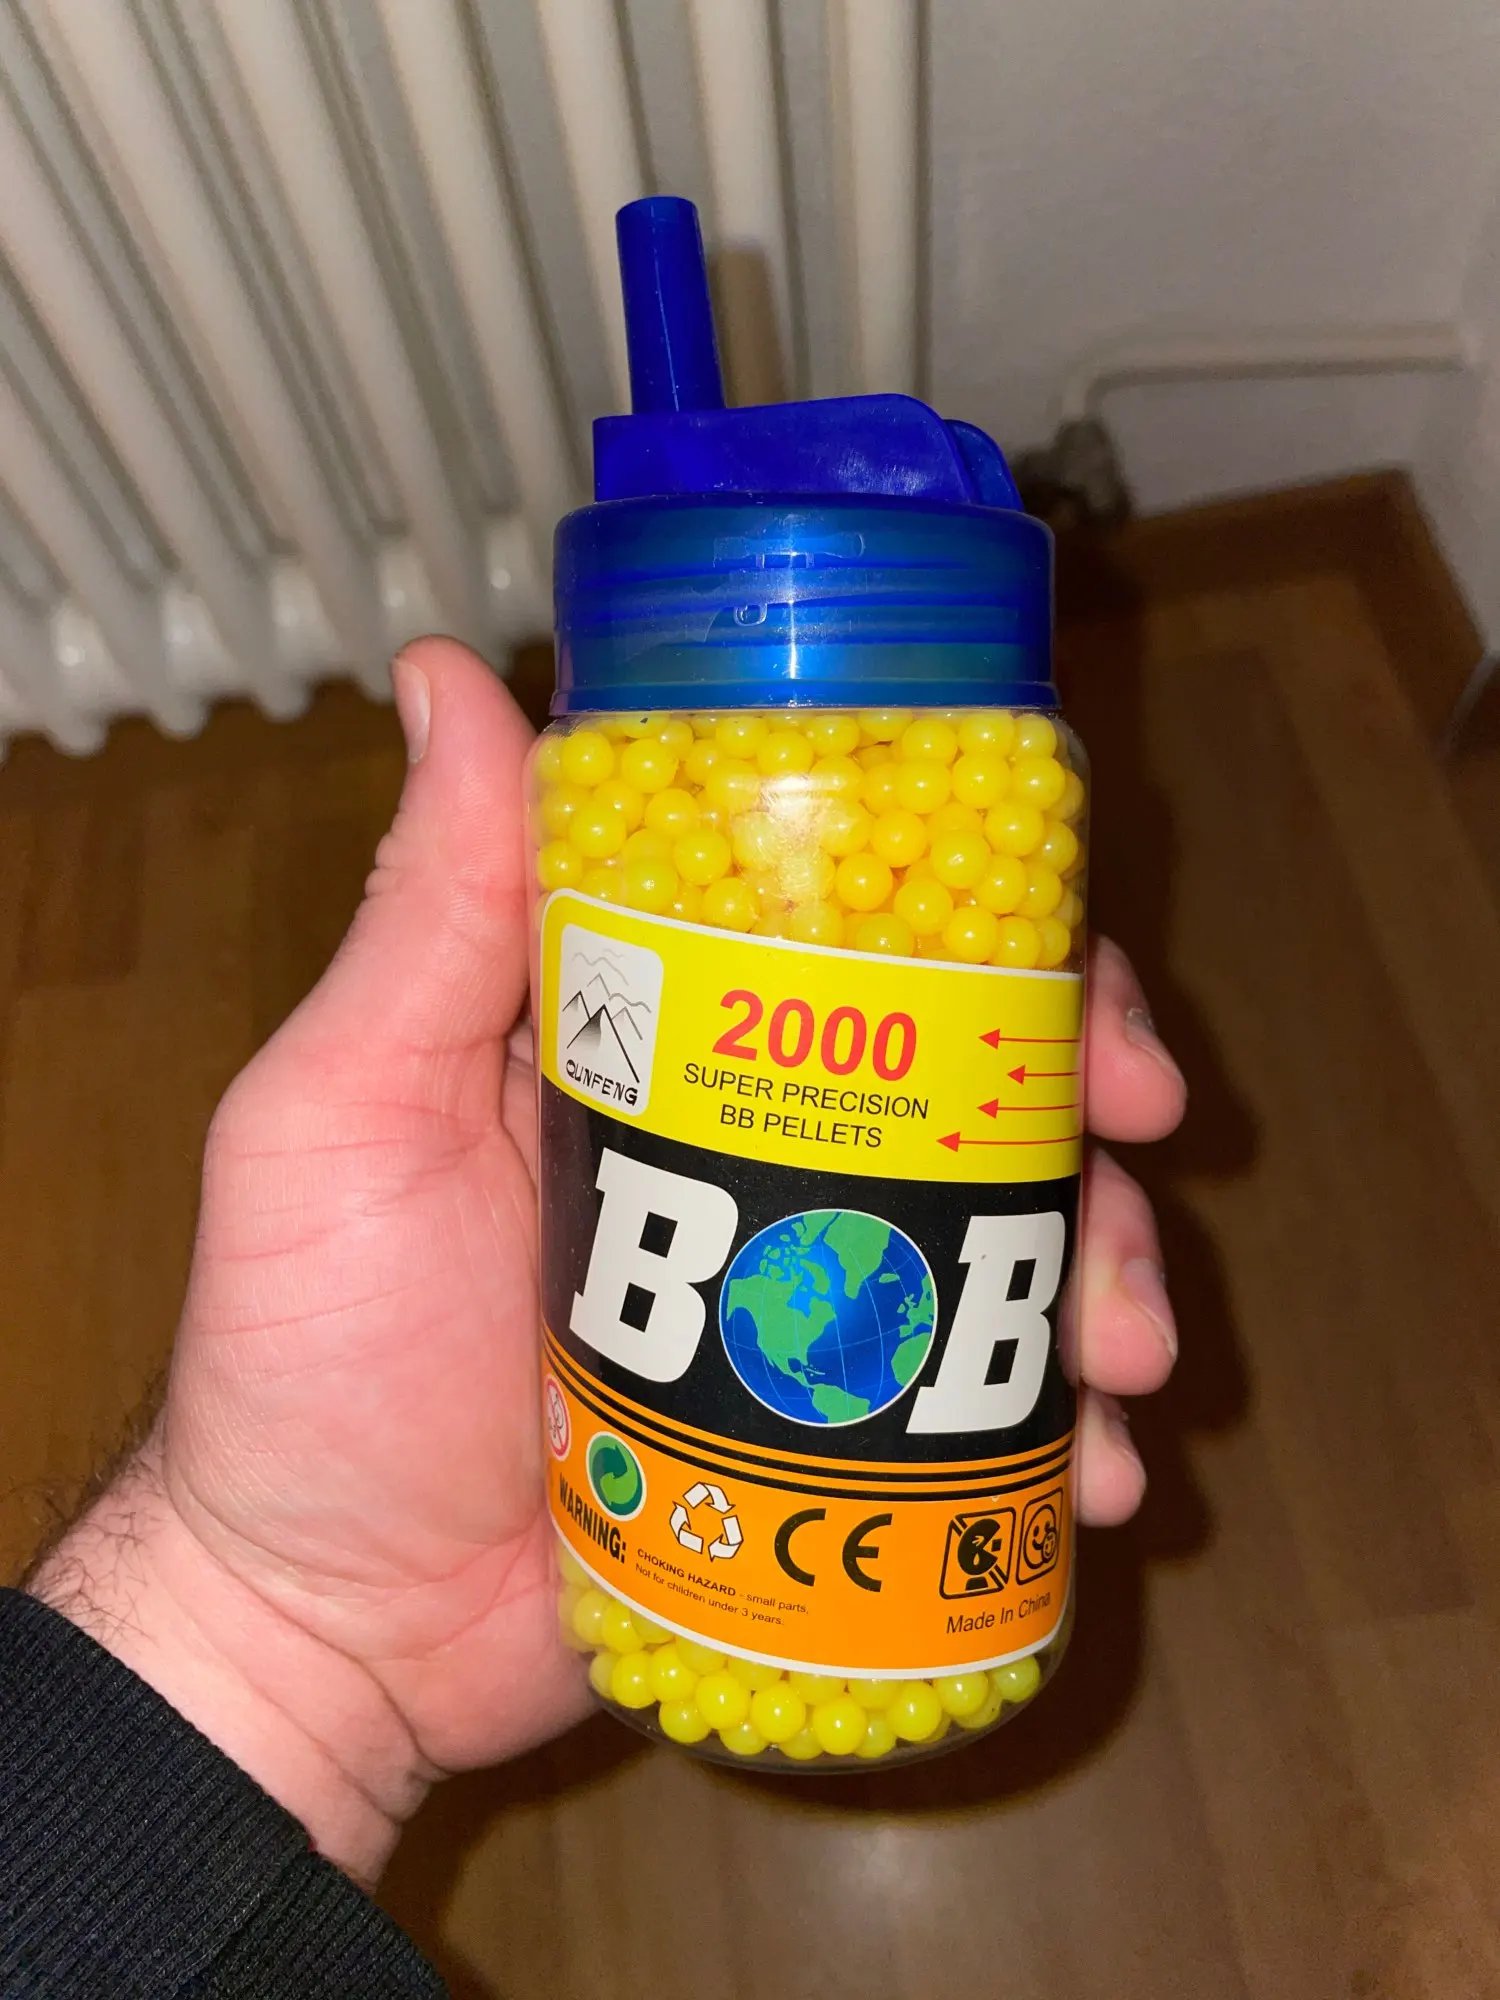 QUNFENG
2000
SUPER PRECISION
BB PELLETS
BOB
WARNING:
CHOKING HAZARD - small parts,
Not for children under 3 years.
CE
Made In China